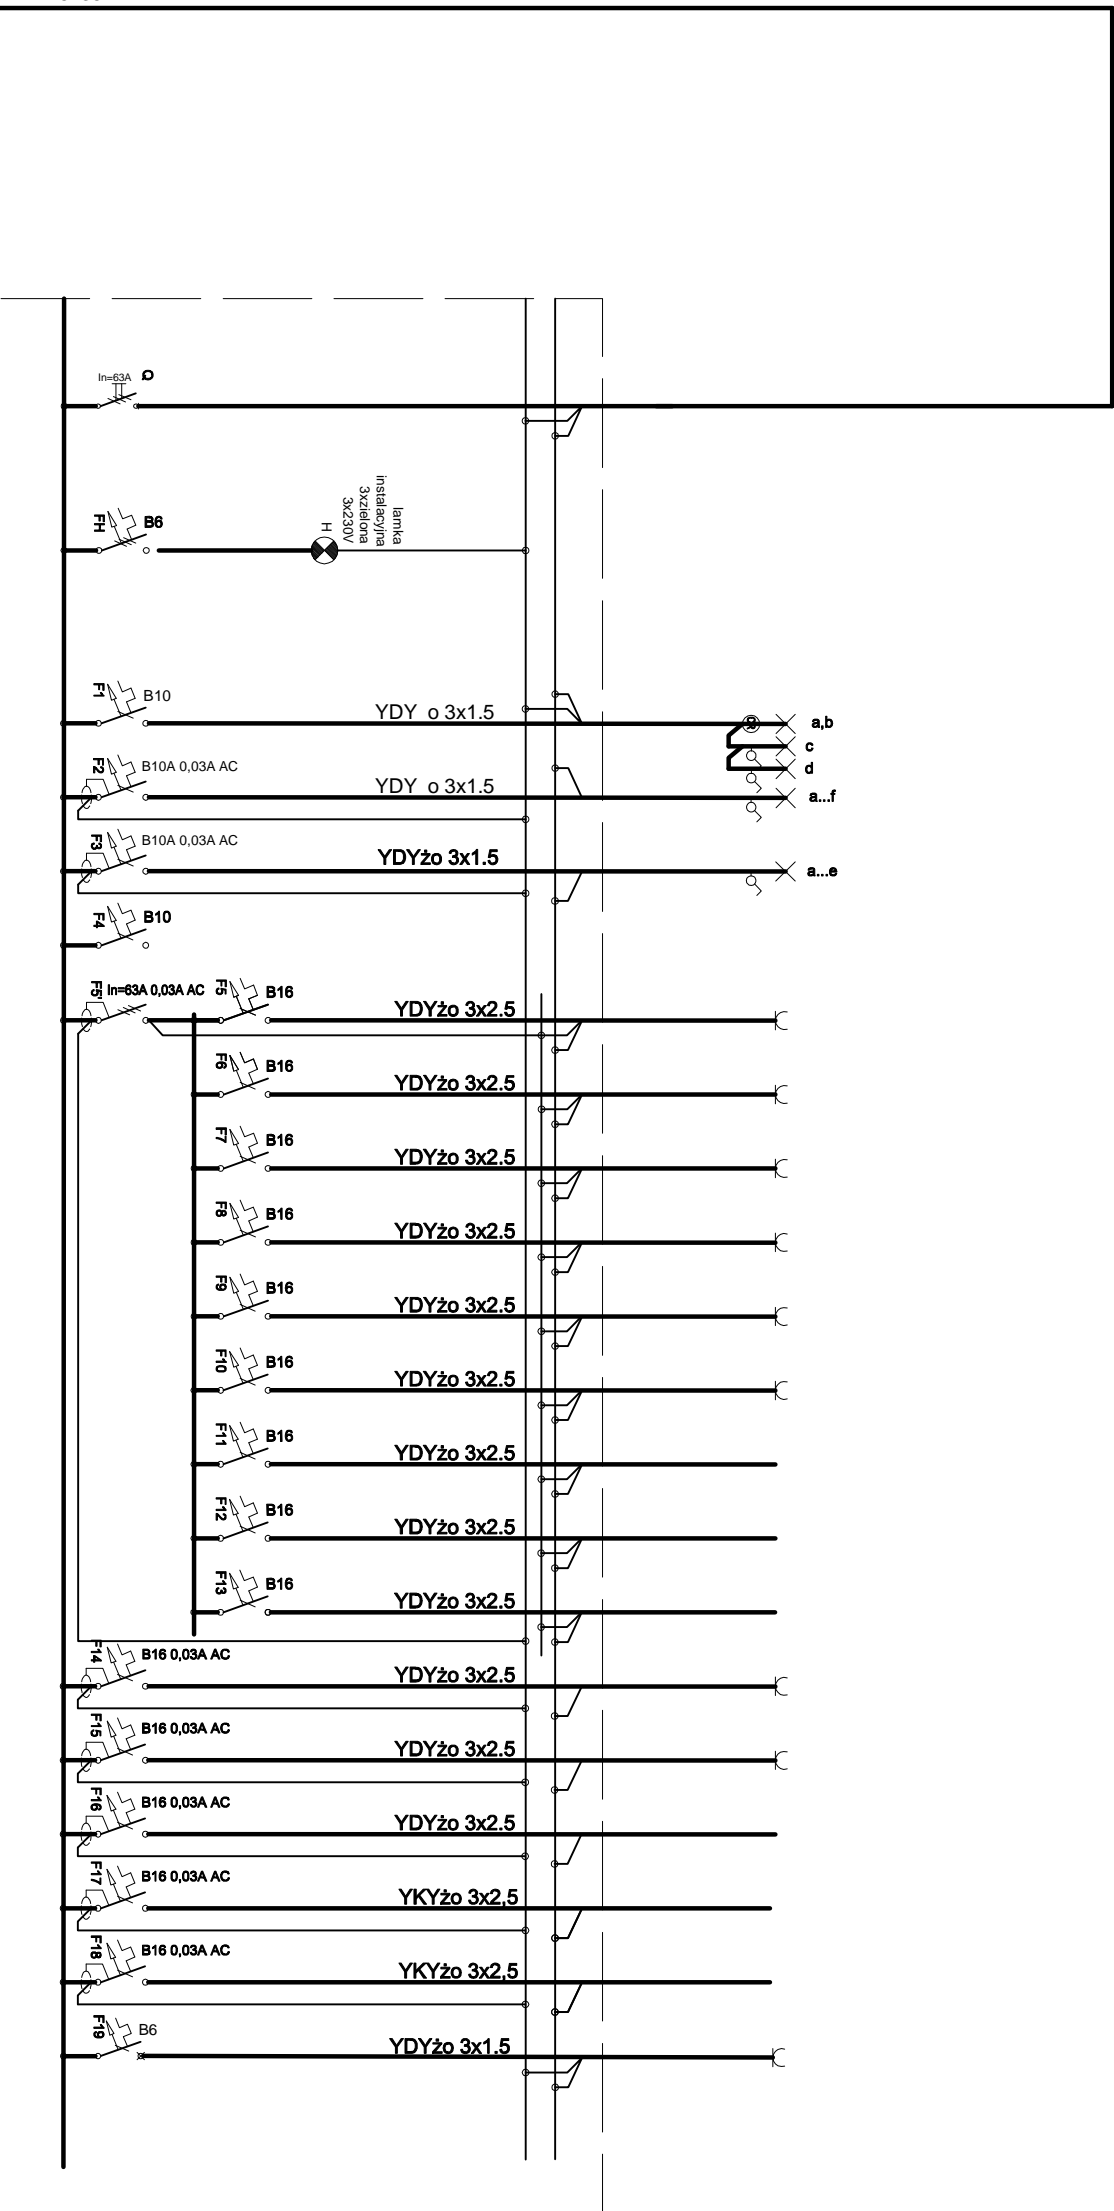 In=63A Q
FH B6
lamka
instalacyjna
3xzielona
3x230V
H
F1 B10
YDY o 3x1.5
a,b
c
d
F2 B10A 0,03A AC
YDY o 3x1.5
a...f
F3 B10A 0,03A AC
YDYżo 3x1.5
a...e
F4 B10
F5' In=63A 0,03A AC
F5 B16
YDYżo 3x2.5
F6 B16
YDYżo 3x2.5
F7 B16
YDYżo 3x2.5
F8 B16
YDYżo 3x2.5
F9 B16
YDYżo 3x2.5
F10 B16
YDYżo 3x2.5
F11 B16
YDYżo 3x2.5
F12 B16
YDYżo 3x2.5
F13 B16
YDYżo 3x2.5
F14 B16 0,03A AC
YDYżo 3x2.5
F15 B16 0,03A AC
YDYżo 3x2.5
F16 B16 0,03A AC
YDYżo 3x2.5
F17 B16 0,03A AC
YKYżo 3x2,5
F18 B16 0,03A AC
YKYżo 3x2,5
F19 B6
YDYżo 3x1.5